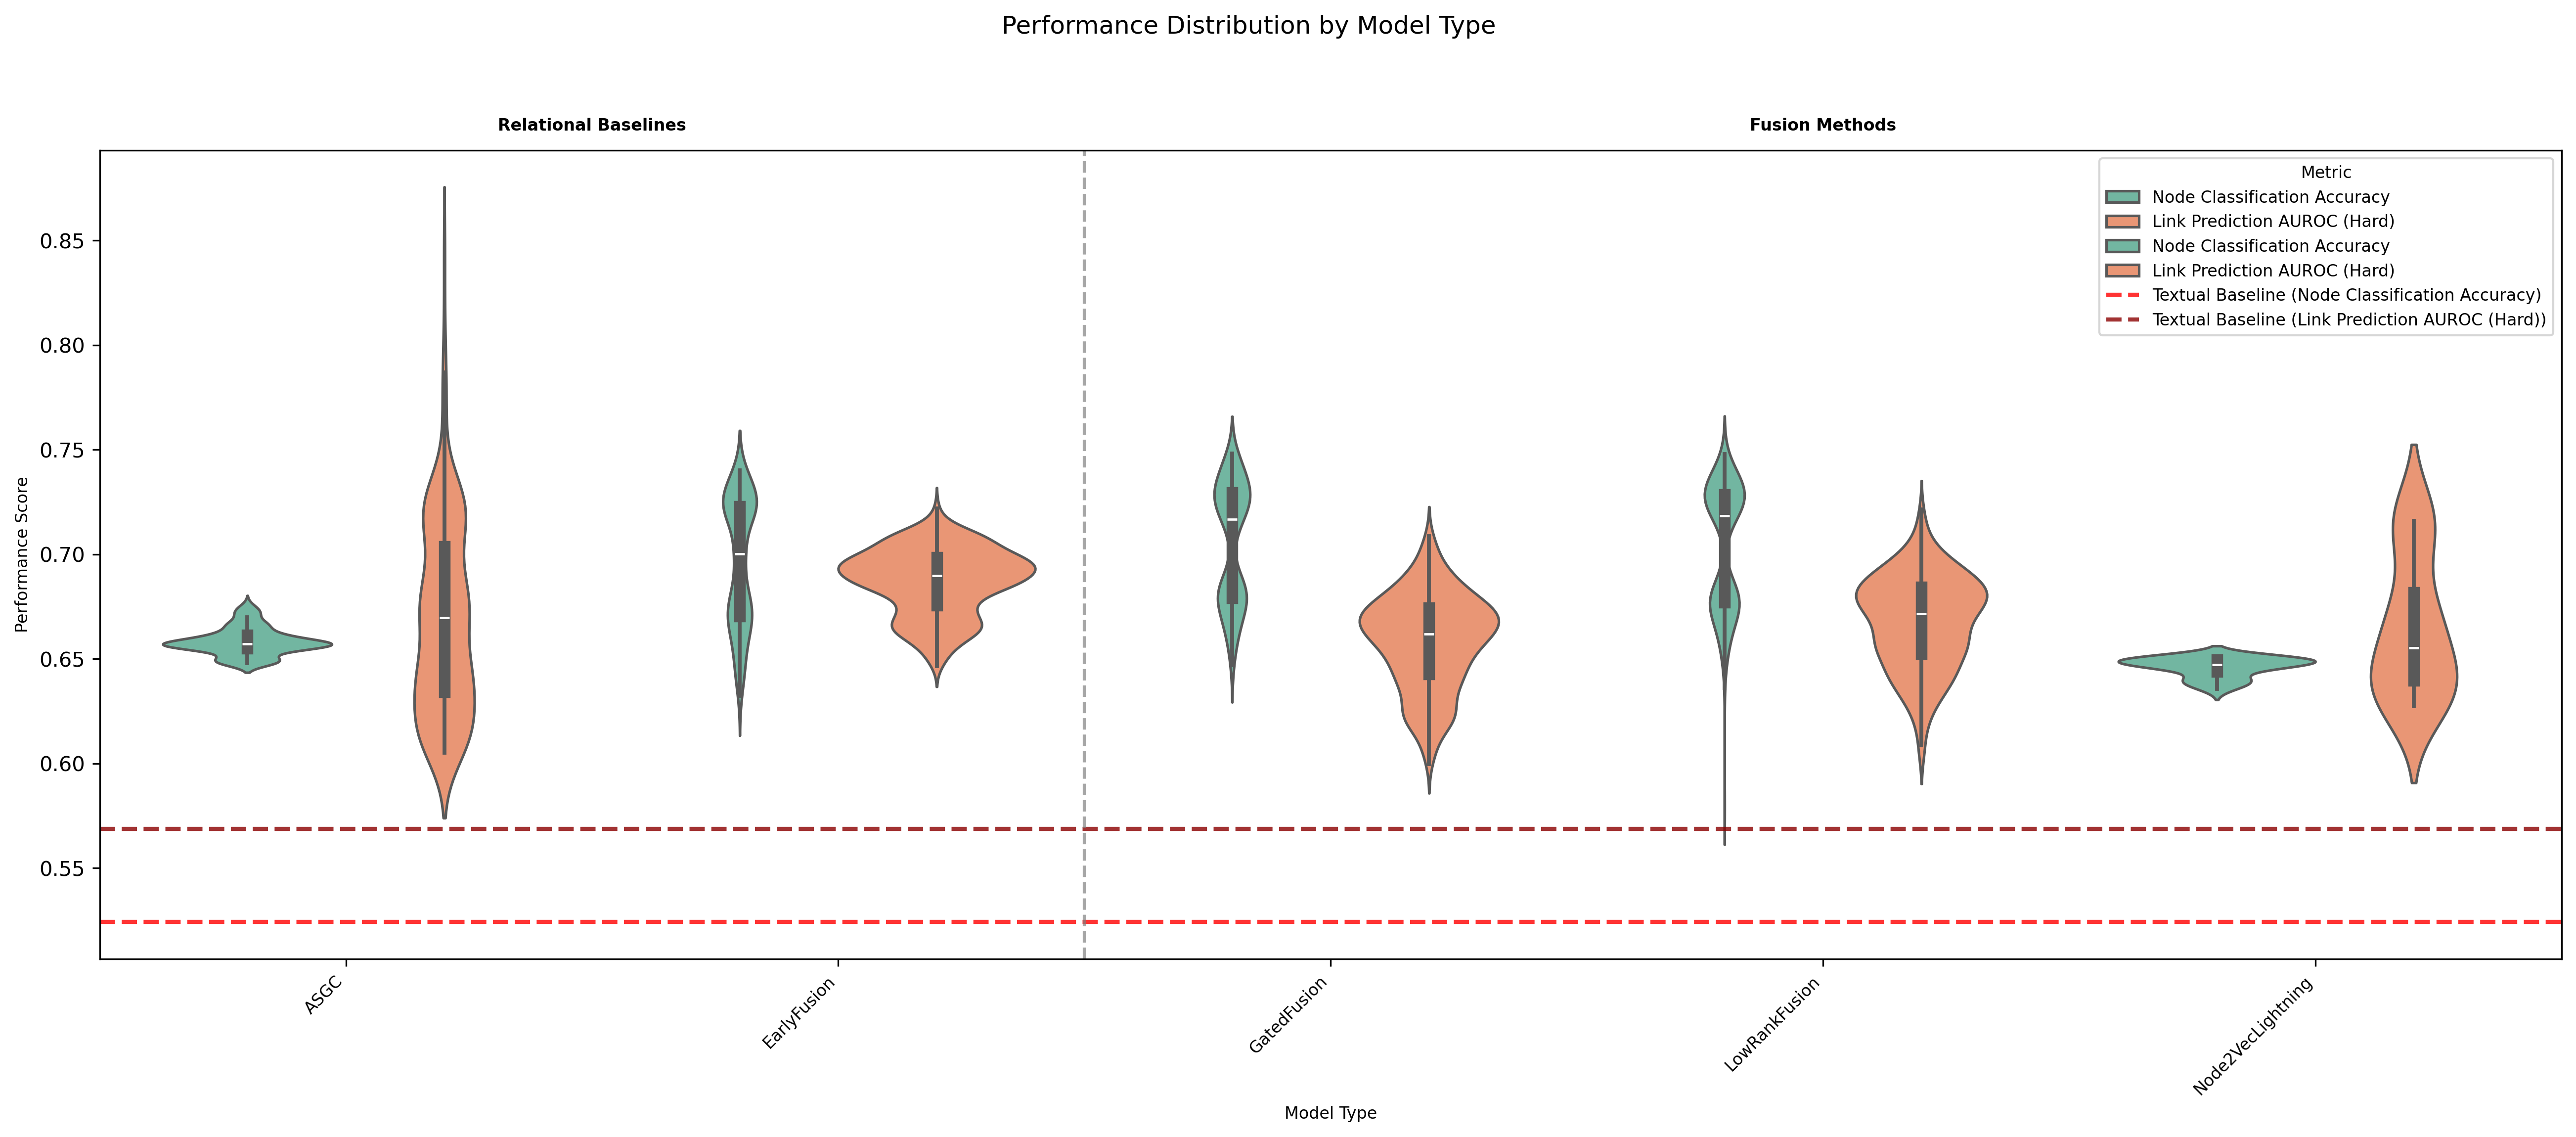 Performance Distribution by Model Type
Relational Baselines
Fusion Methods
Metric
Node Classification Accuracy
Link Prediction AUROC (Hard)
Node Classification Accuracy
Link Prediction AUROC (Hard)
Textual Baseline (Node Classification Accuracy)
Textual Baseline (Link Prediction AUROC (Hard))
Performance Score
0.85
0.80
0.75
0.70
0.65
0.60
0.55
ASGC
EarlyFusion
GatedFusion
LowRankFusion
Node2VecLightning
Model Type